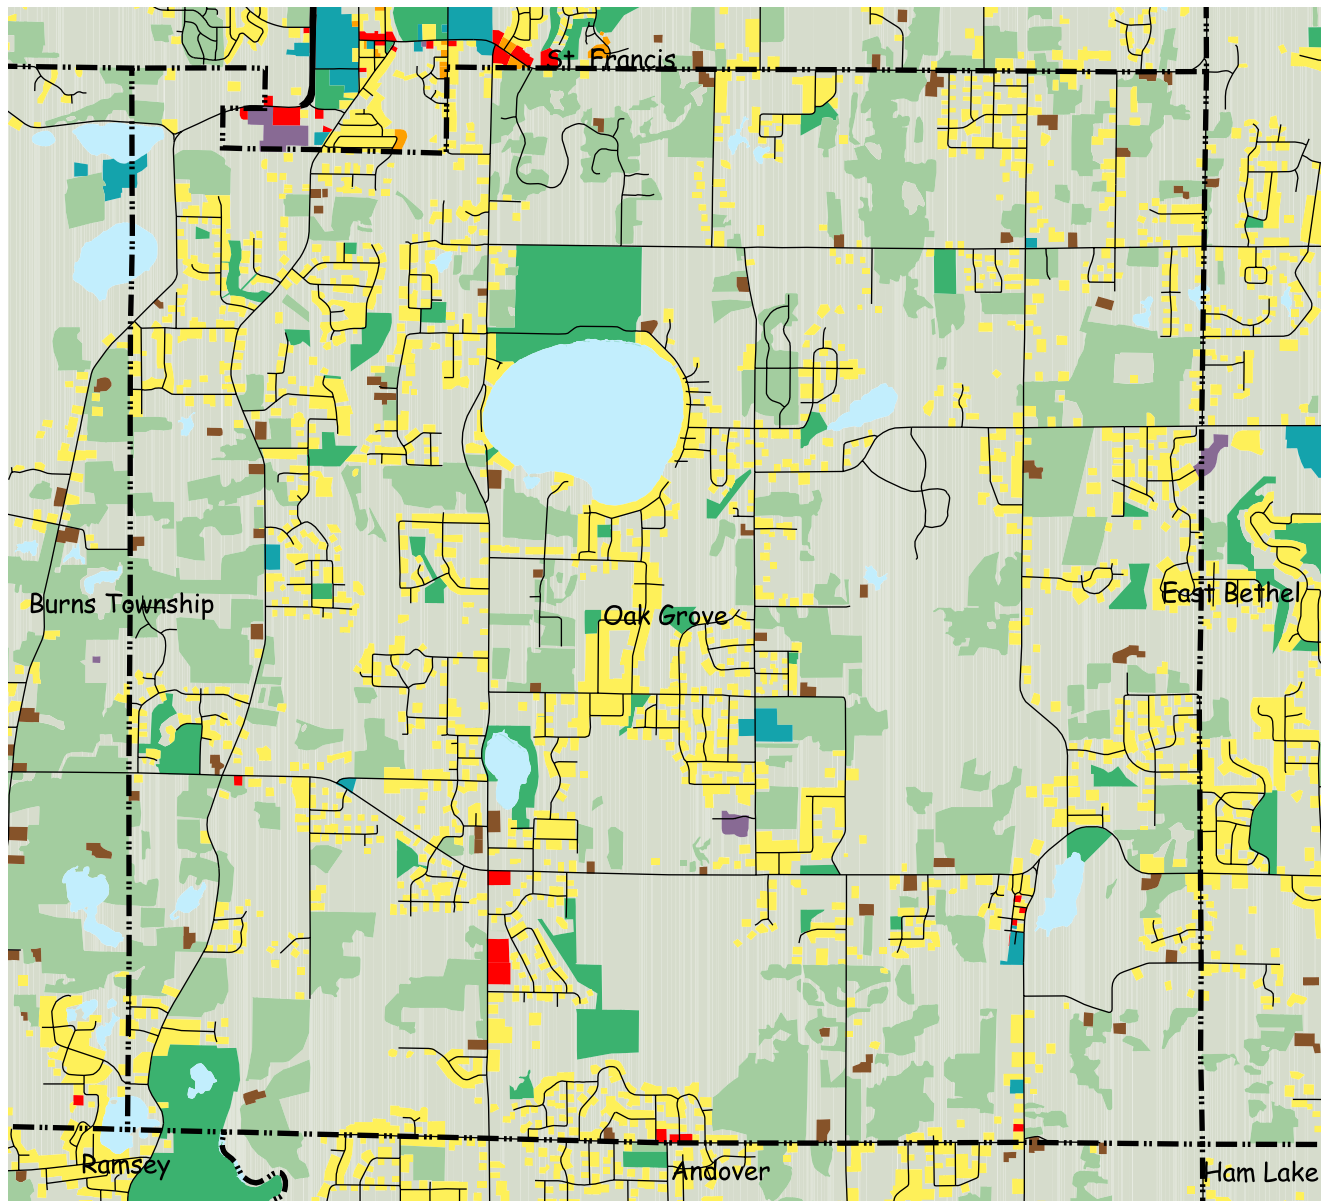 St. Francis
Burns Township
Oak Grove
East Bethel
Ramsey
Andover
Ham Lake